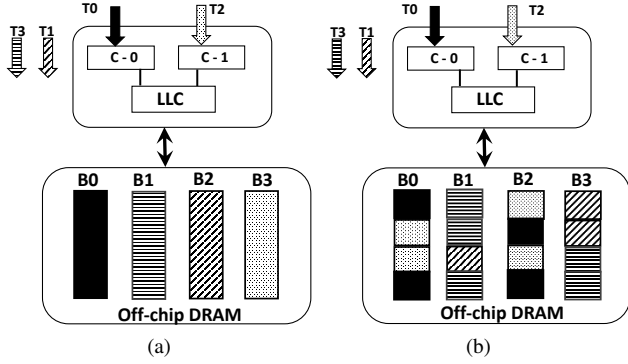 T0 T2
T3 T1
C - 0 C - 1
LLC
B0 B1 B2 B3
Off-chip DRAM
(a)
T0 T2
T3 T1
C - 0 C - 1
LLC
B0 B1 B2 B3
Off-chip DRAM
(b)